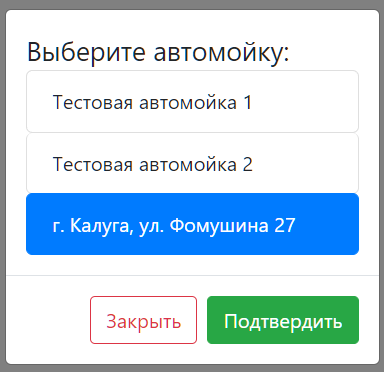 Выберите автомойку:
Тестовая автомойка 1
Тестовая автомойка 2
г. Калуга, ул. Фомушина 27
Закрыть
Подтвердить